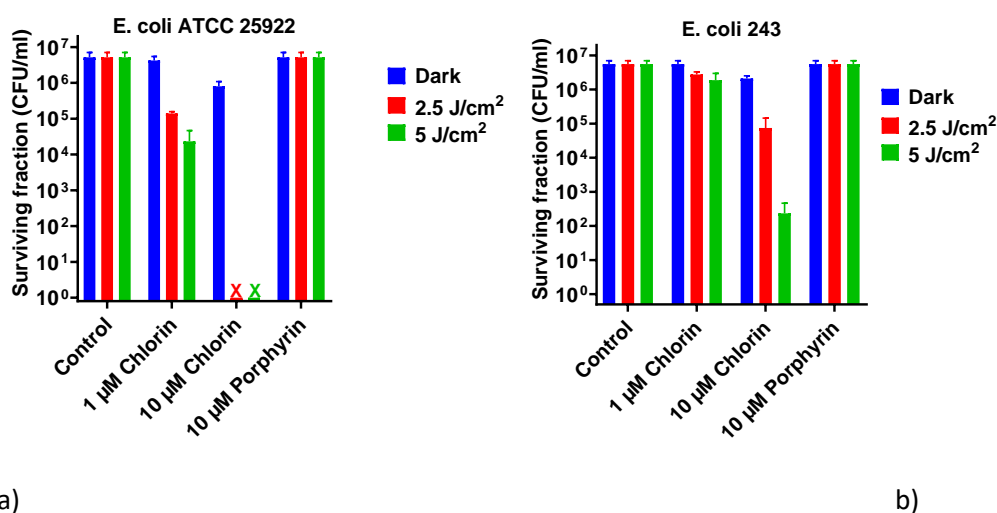 E. coli ATCC 25922
Surviving fraction (CFU/ml)
10⁷
10⁶
10⁵
10⁴
10³
10²
10¹
10⁰
X X
Control
1 µM Chlorin
10 µM Chlorin
10 µM Porphyrin
Dark
2.5 J/cm²
5 J/cm²
a)
E. coli 243
Surviving fraction (CFU/ml)
10⁷
10⁶
10⁵
10⁴
10³
10²
10¹
10⁰
Control
1 µM Chlorin
10 µM Chlorin
10 µM Porphyrin
Dark
2.5 J/cm²
5 J/cm²
b)